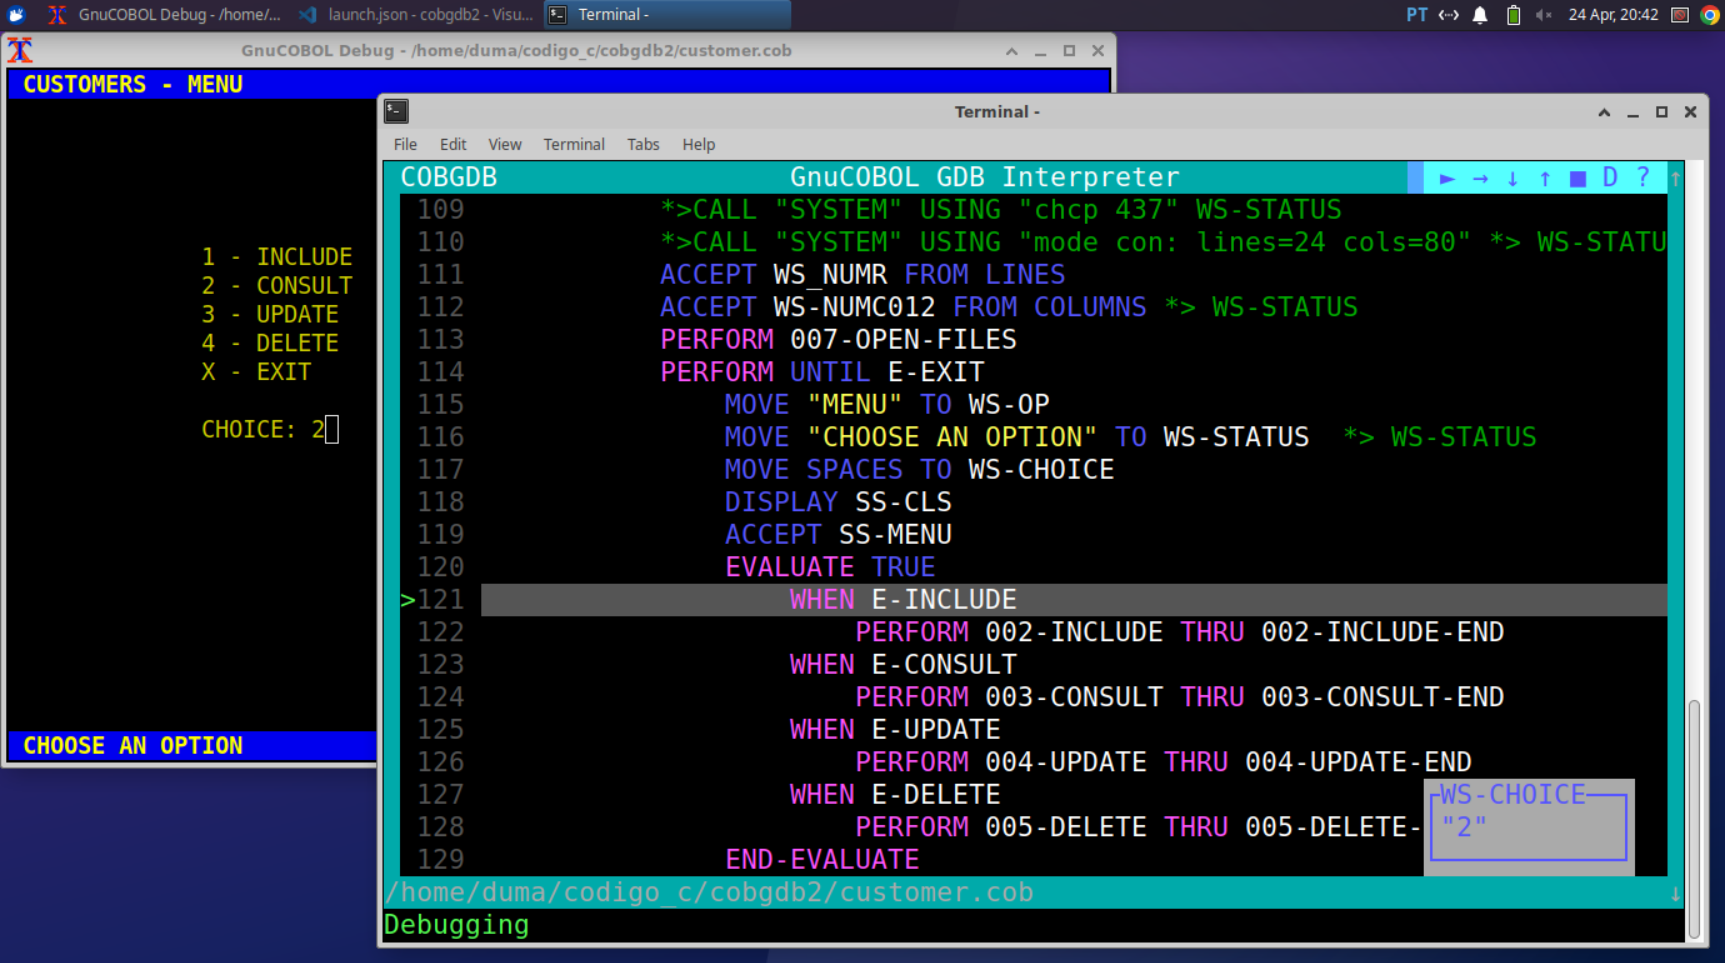 GnuCOBOL Debug - /home/...
launch.json - cobgdb2 - Visu...
Terminal -
PT
24 Apr, 20:42
GnuCOBOL Debug - /home/duma/codigo_c/cobgdb2/customer.cob
CUSTOMERS - MENU
1 - INCLUDE
2 - CONSULT
3 - UPDATE
4 - DELETE
X - EXIT
CHOICE: 2
CHOOSE AN OPTION
Terminal -
File Edit View Terminal Tabs Help
COBGDB GnuCOBOL GDB Interpreter ► → ↓ ↑ ■ D ? ↑
109 *>CALL "SYSTEM" USING "chcp 437" WS-STATUS
110 *>CALL "SYSTEM" USING "mode con: lines=24 cols=80" *> WS-STATU
111 ACCEPT WS_NUMR FROM LINES
112 ACCEPT WS-NUMC012 FROM COLUMNS *> WS-STATUS
113 PERFORM 007-OPEN-FILES
114 PERFORM UNTIL E-EXIT
115 MOVE "MENU" TO WS-OP
116 MOVE "CHOOSE AN OPTION" TO WS-STATUS *> WS-STATUS
117 MOVE SPACES TO WS-CHOICE
118 DISPLAY SS-CLS
119 ACCEPT SS-MENU
120 EVALUATE TRUE
>121 WHEN E-INCLUDE
122 PERFORM 002-INCLUDE THRU 002-INCLUDE-END
123 WHEN E-CONSULT
124 PERFORM 003-CONSULT THRU 003-CONSULT-END
125 WHEN E-UPDATE
126 PERFORM 004-UPDATE THRU 004-UPDATE-END
127 WHEN E-DELETE
128 PERFORM 005-DELETE THRU 005-DELETE-
129 END-EVALUATE
WS-CHOICE
"2"
/home/duma/codigo_c/cobgdb2/customer.cob ↓
Debugging